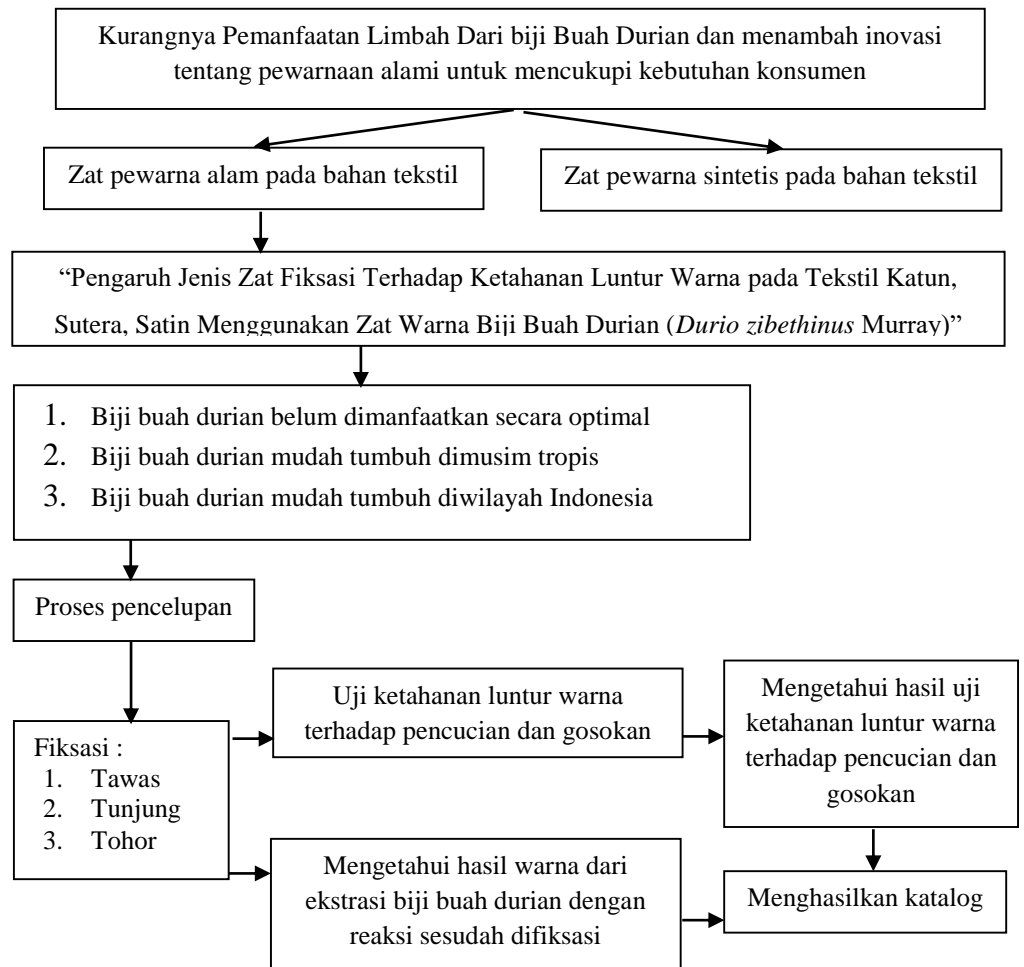 Kurangnya Pemanfaatan Limbah Dari biji Buah Durian dan menambah inovasi
tentang pewarnaan alami untuk mencukupi kebutuhan konsumen
Zat pewarna alam pada bahan tekstil
Zat pewarna sintetis pada bahan tekstil
“Pengaruh Jenis Zat Fiksasi Terhadap Ketahanan Luntur Warna pada Tekstil Katun,
Sutera, Satin Menggunakan Zat Warna Biji Buah Durian (Durio zibethinus Murray)”
1. Biji buah durian belum dimanfaatkan secara optimal
2. Biji buah durian mudah tumbuh dimusim tropis
3. Biji buah durian mudah tumbuh diwilayah Indonesia
Proses pencelupan
Fiksasi :
1. Tawas
2. Tunjung
3. Tohor
Uji ketahanan luntur warna
terhadap pencucian dan gosokan
Mengetahui hasil uji
ketahanan luntur warna
terhadap pencucian dan
gosokan
Mengetahui hasil warna dari
ekstrasi biji buah durian dengan
reaksi sesudah difiksasi
Menghasilkan katalog